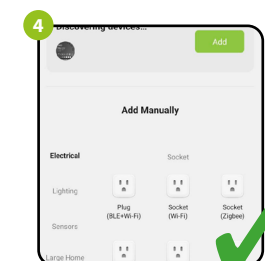 4
Discovering devices...
Add
Add Manually
Electrical
Socket
Lighting
Plug
(BLE+Wi-Fi)
Socket
(Wi-Fi)
Socket
(Zigbee)
Sensors
Large Home